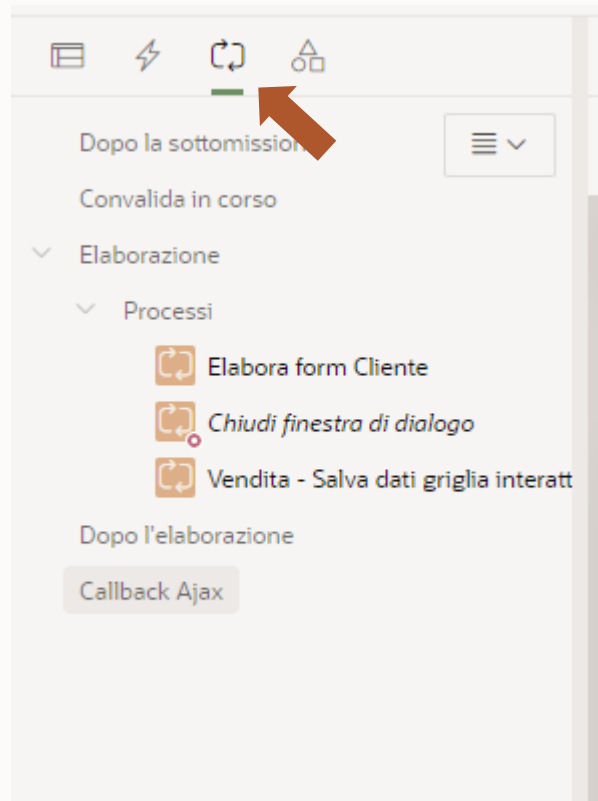 Dopo la sottomission
Convalida in corso
Elaborazione
Processi
Elabora form Cliente
Chiudi finestra di dialogo
Vendita - Salva dati griglia interatt
Dopo l'elaborazione
Callback Ajax